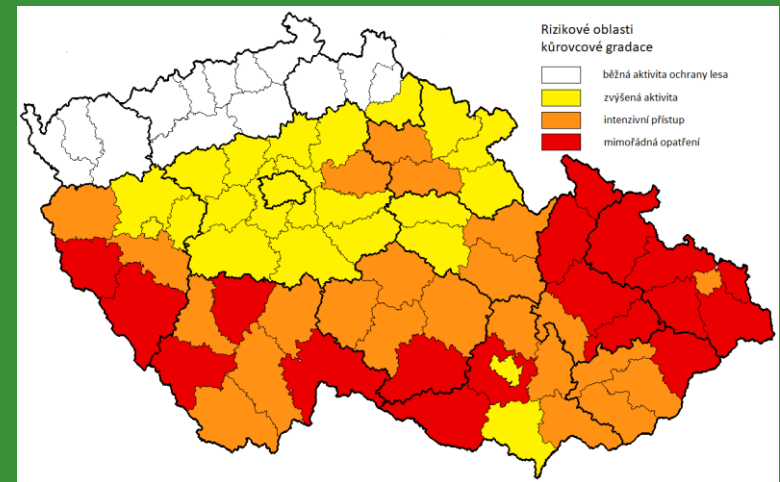 Rizikové oblasti
kůrovcové gradace
běžná aktivita ochrany lesa
zvýšená aktivita
intenzivní přístup
mimořádná opatření